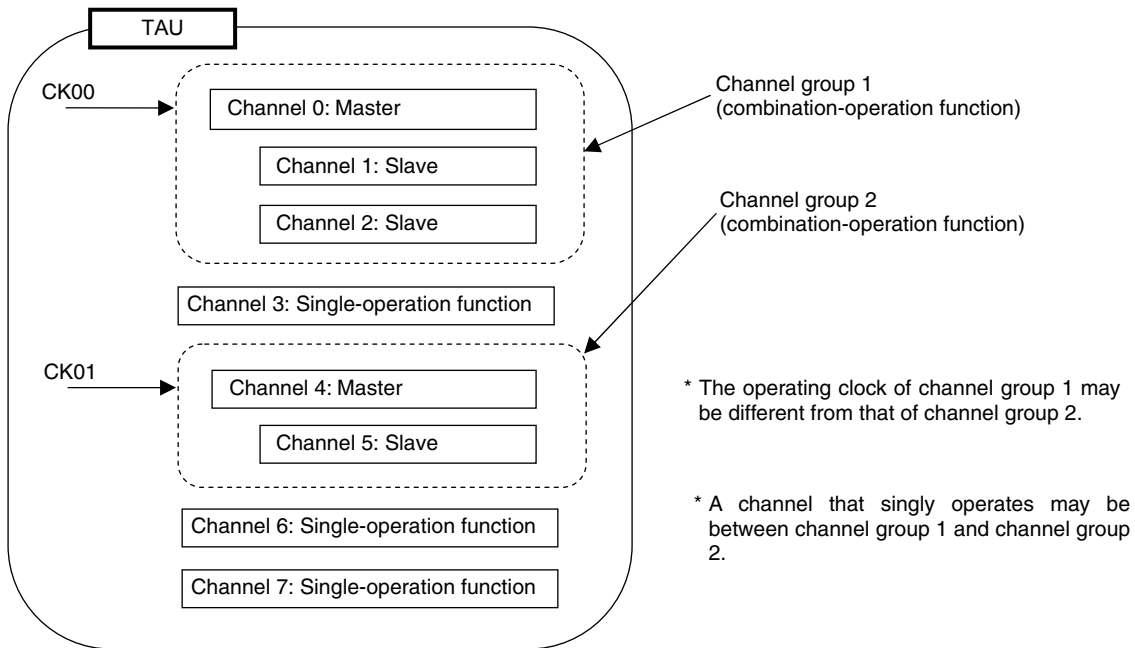 TAU
CK00
Channel 0: Master
Channel 1: Slave
Channel 2: Slave
Channel group 1
(combination-operation function)
Channel group 2
(combination-operation function)
Channel 3: Single-operation function
CK01
Channel 4: Master
Channel 5: Slave
* The operating clock of channel group 1 may
be different from that of channel group 2.
Channel 6: Single-operation function
Channel 7: Single-operation function
* A channel that singly operates may be
between channel group 1 and channel group
2.